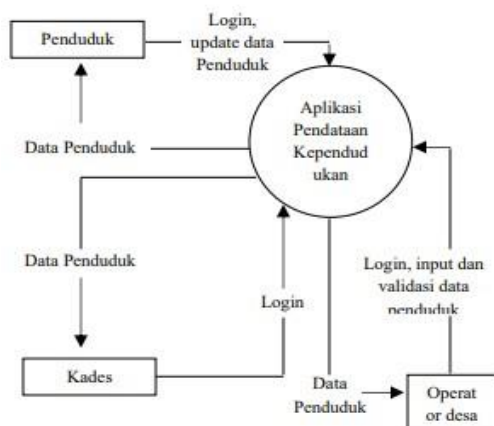 Penduduk
Login,
update data
Penduduk
Aplikasi
Pendataan
Kependud
ukan
Data Penduduk
Data Penduduk
Login, input dan
validasi data
penduduk
Login
Kades
Data
Penduduk
Operat
or desa